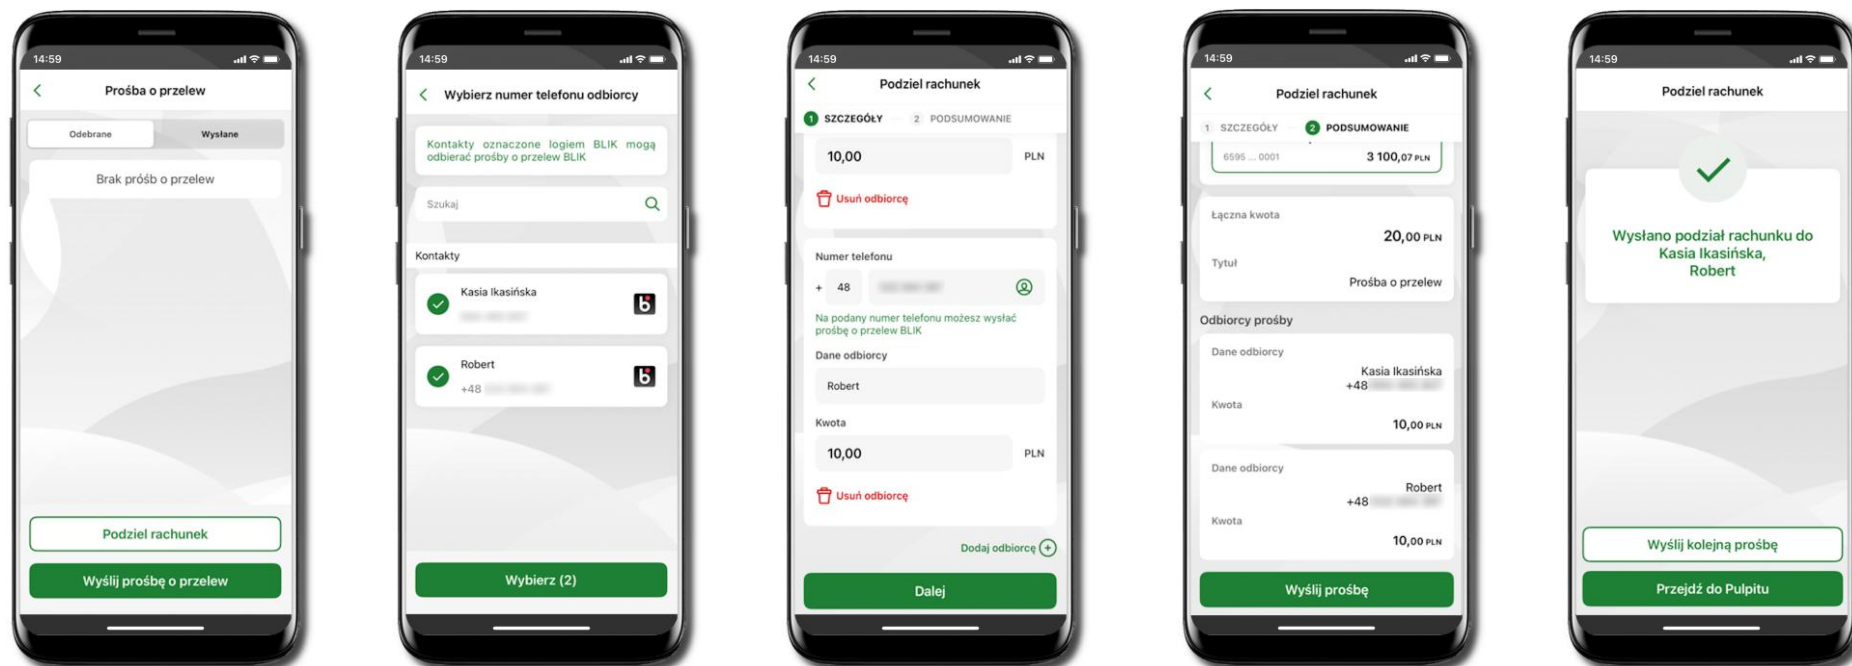 14:59
Prośba o przelew
Odebrane
Wysłane
Brak próśb o przelew
Podziel rachunek
Wyślij prośbę o przelew
14:59
Wybierz numer telefonu odbiorcy
Kontakty oznaczone logiem BLIK mogą
odbierać prośby o przelew BLIK
Szukaj
Kontakty
Kasia Ikasińska
Robert
+48
Wybierz (2)
14:59
Podziel rachunek
1 SZCZEGÓŁY
2 PODSUMOWANIE
10,00 PLN
Usuń odbiorcę
Numer telefonu
+ 48
Na podany numer telefonu możesz wysłać
prośbę o przelew BLIK
Dane odbiorcy
Robert
Kwota
10,00 PLN
Usuń odbiorcę
Dodaj odbiorcę
Dalej
14:59
Podziel rachunek
1 SZCZEGÓŁY
2 PODSUMOWANIE
6595 ... 0001 3 100,07 PLN
Łączna kwota
20,00 PLN
Tytuł
Prośba o przelew
Odbiorcy prośby
Dane odbiorcy
Kasia Ikasińska
+48
Kwota
10,00 PLN
Dane odbiorcy
Robert
+48
Kwota
10,00 PLN
Wyślij prośbę
14:59
Podziel rachunek
Wysłano podział rachunku do
Kasia Ikasińska,
Robert
Wyślij kolejną prośbę
Przejdź do Pulpitu